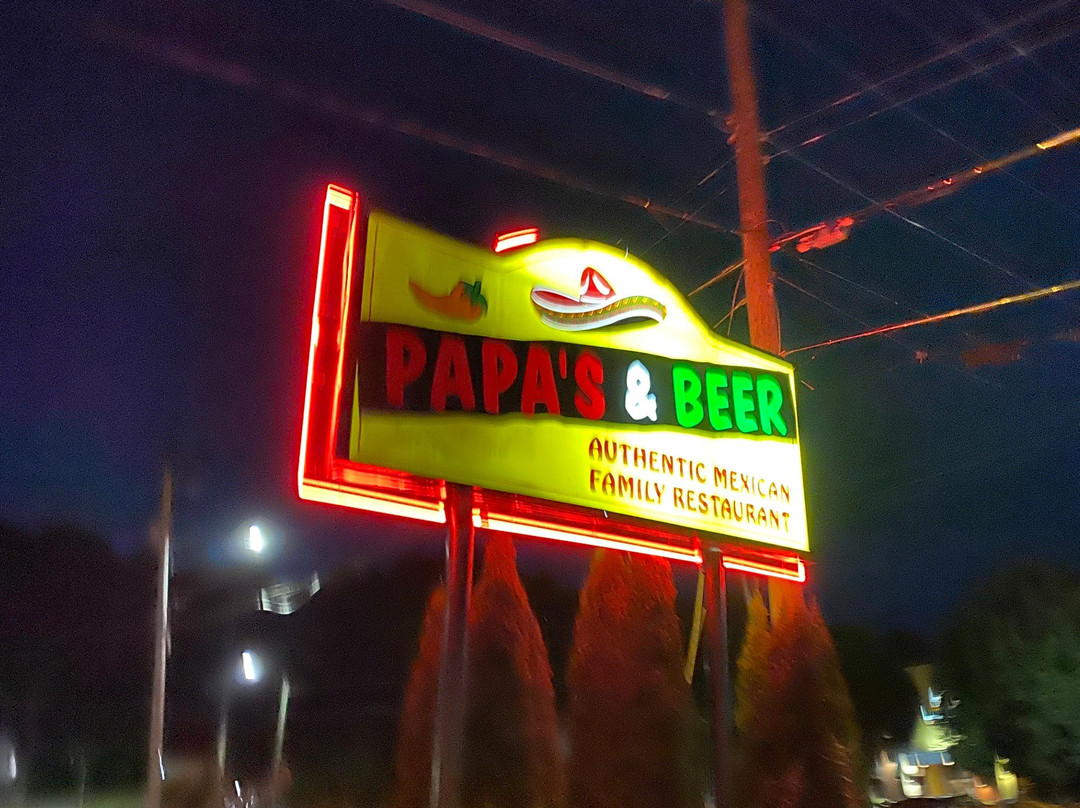 PAPA'S & BEER
AUTHENTIC MEXICAN
FAMILY RESTAURANT